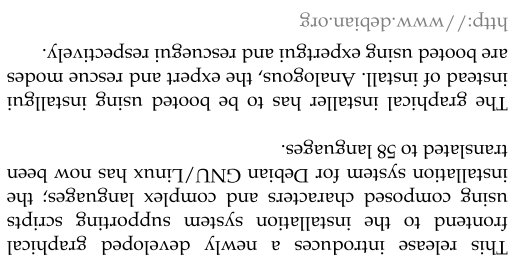 This release introduces a newly developed graphical
frontend to the installation system supporting scripts
using composed characters and complex languages; the
installation system for Debian GNU/Linux has now been
translated to 58 languages.
The graphical installer has to be booted using installgui
instead of install. Analogous, the expert and rescue modes
are booted using expertgui and rescuegui respectively.
http://www.debian.org